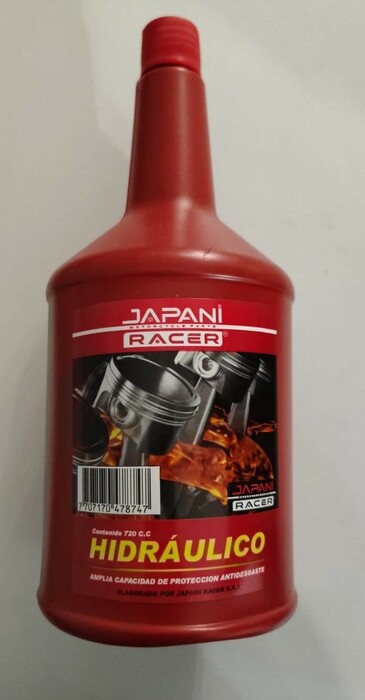 JAPANI
MOTORCYCLE PARTS
RACER®
JAPANI
RACER
7707170478747
Contenido 720 C.C
HIDRÁULICO
AMPLIA CAPACIDAD DE PROTECCION ANTIDESGASTE
ELABORADO POR JAPANI RACER S.A.S